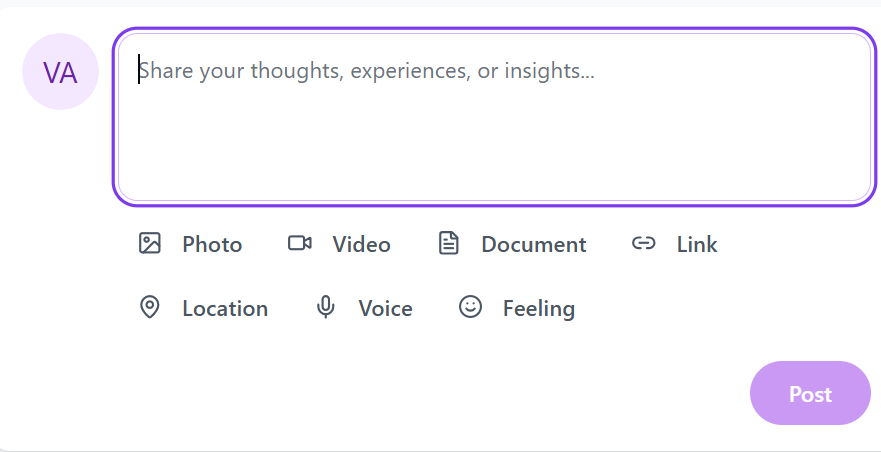 VA
Share your thoughts, experiences, or insights...
Photo Video Document Link
Location Voice Feeling
Post